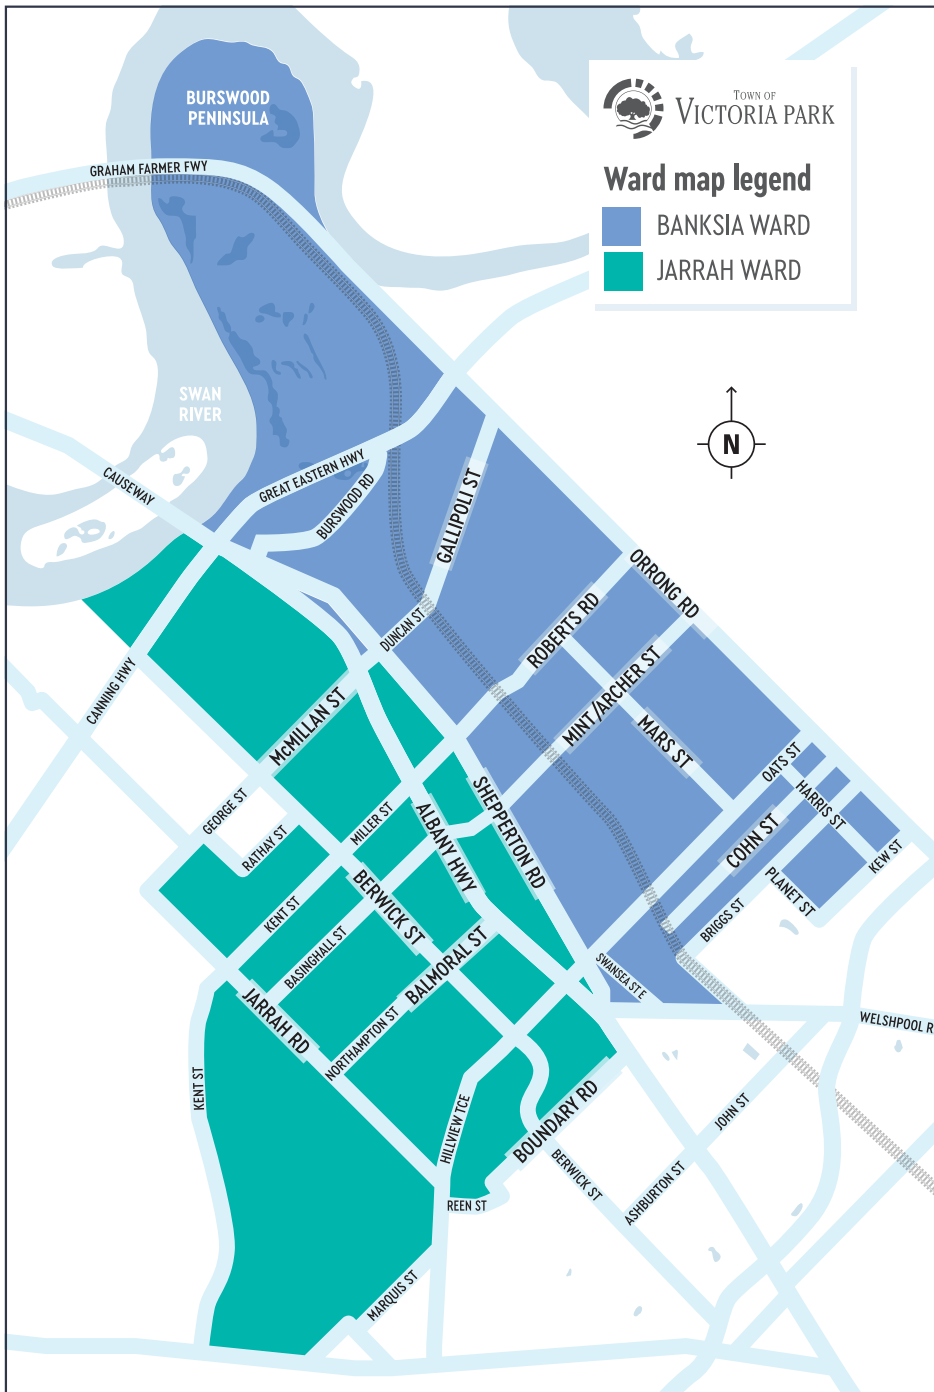 BURSWOOD
PENINSULA
GRAHAM FARMER FWY
TOWN OF
VICTORIA PARK
Ward map legend
BANKSIA WARD
JARRAH WARD
SWAN
RIVER
N
CAUSEWAY
GREAT EASTERN HWY
BURSWOOD RD
GALLIPOLI ST
ORRONG RD
ROBERTS RD
DUNCAN ST
MINT/ARCHER ST
CANNING HWY
McMILLAN ST
MARS ST
OATS ST
HARRIS ST
GEORGE ST
RATHAY ST
MILLER ST
ALBANY HWY
SHEPPERTON RD
COHN ST
KEW ST
PLANET ST
BRIGGS ST
KENT ST
BERWICK ST
BASINGHALL ST
BALMORAL ST
SWANSEA ST E
JARRAH RD
NORTHAMPTON ST
WELSHPOOL R
KENT ST
HILLVIEW TCE
BOUNDARY RD
JOHN ST
BERWICK ST
ASHBURTON ST
REEN ST
MARQUIS ST